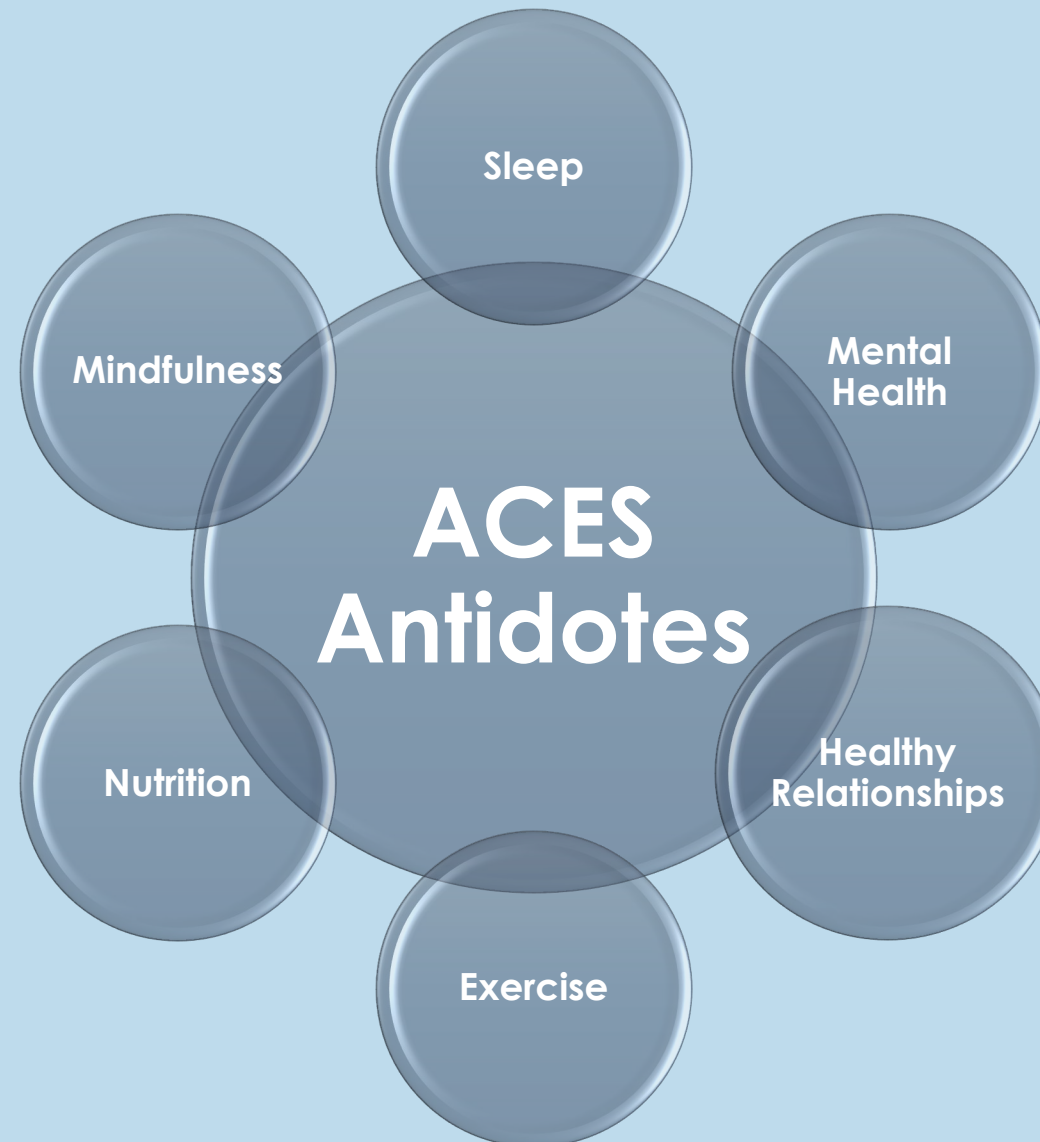 Sleep
Mindfulness
Mental
Health
ACES
Antidotes
Nutrition
Healthy
Relationships
Exercise